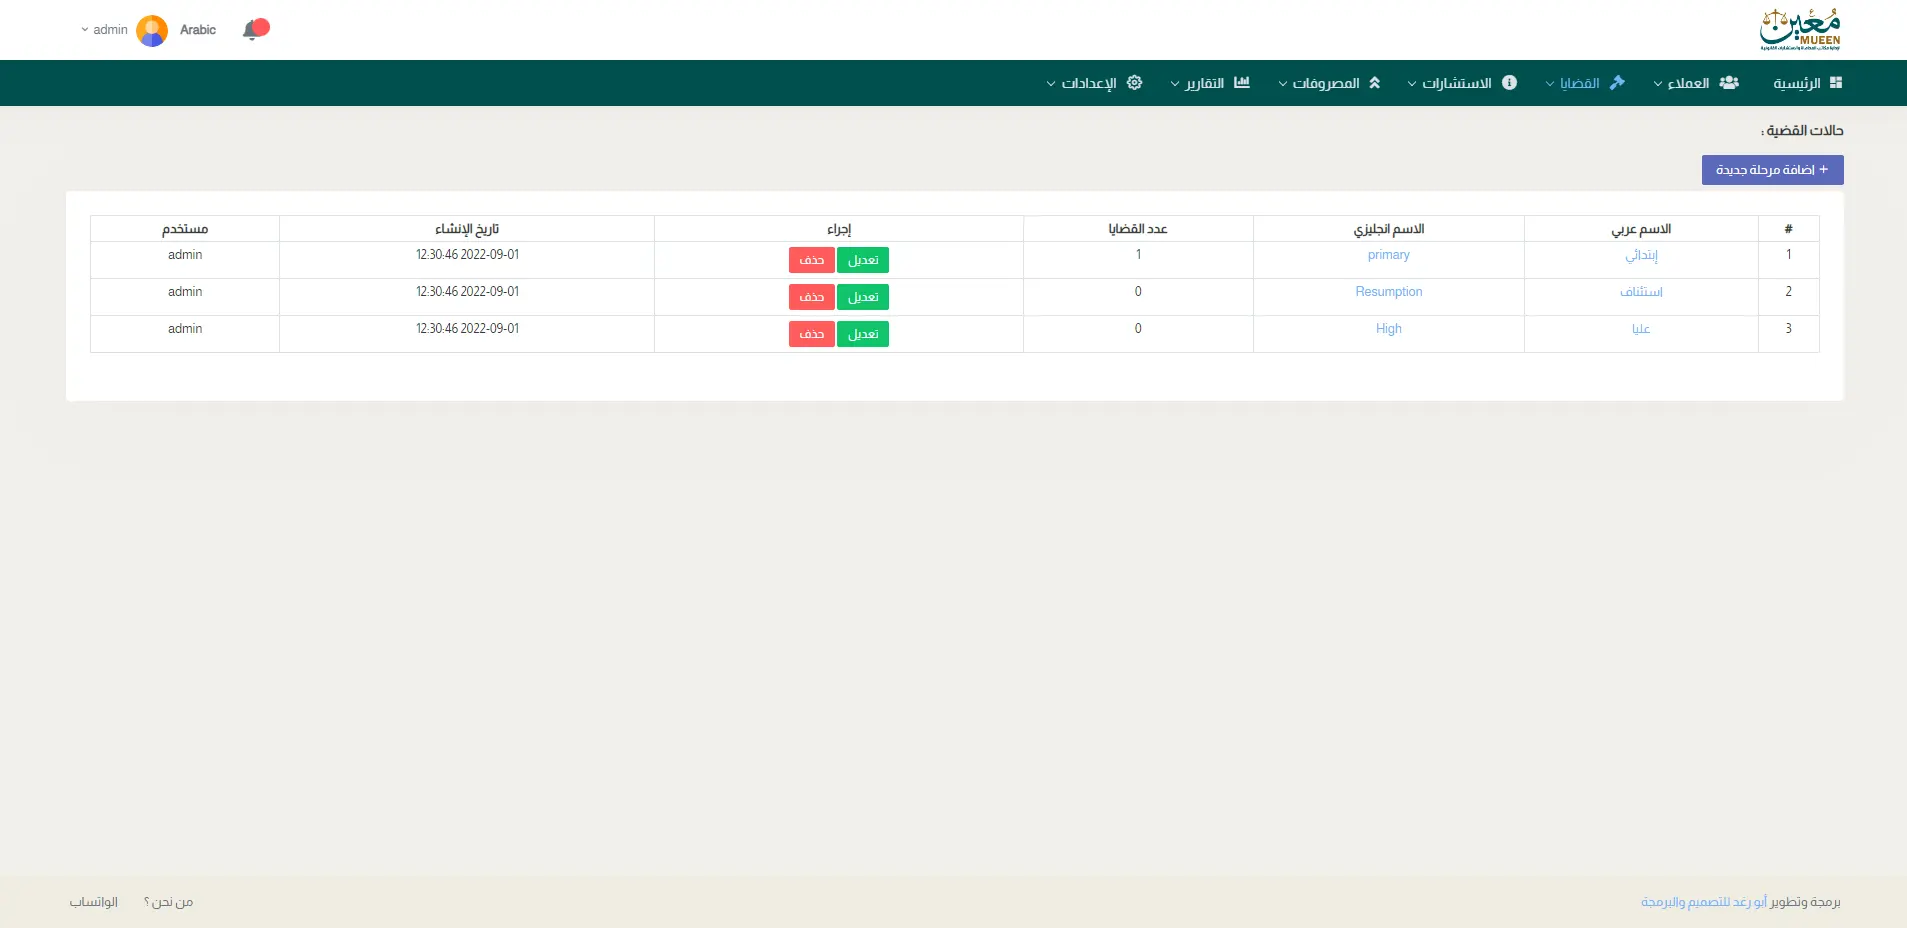 معين
MUEEN
Arabic
admin
الرئيسية
العملاء
القضايا
الاستشارات
المصروفات
التقارير
الإعدادات
حالات القضية :
+ اضافة مرحلة جديدة
# الاسم عربي الاسم انجليزي عدد القضايا إجراء تاريخ الإنشاء مستخدم
1 إبتدائي primary 1 تعديل حذف 2022-09-01 12:30:46 admin
2 استئناف Resumption 0 تعديل حذف 2022-09-01 12:30:46 admin
3 عليا High 0 تعديل حذف 2022-09-01 12:30:46 admin
برمجة وتطوير أبو رغد للتصميم والبرمجة
من نحن ؟
الواتساب